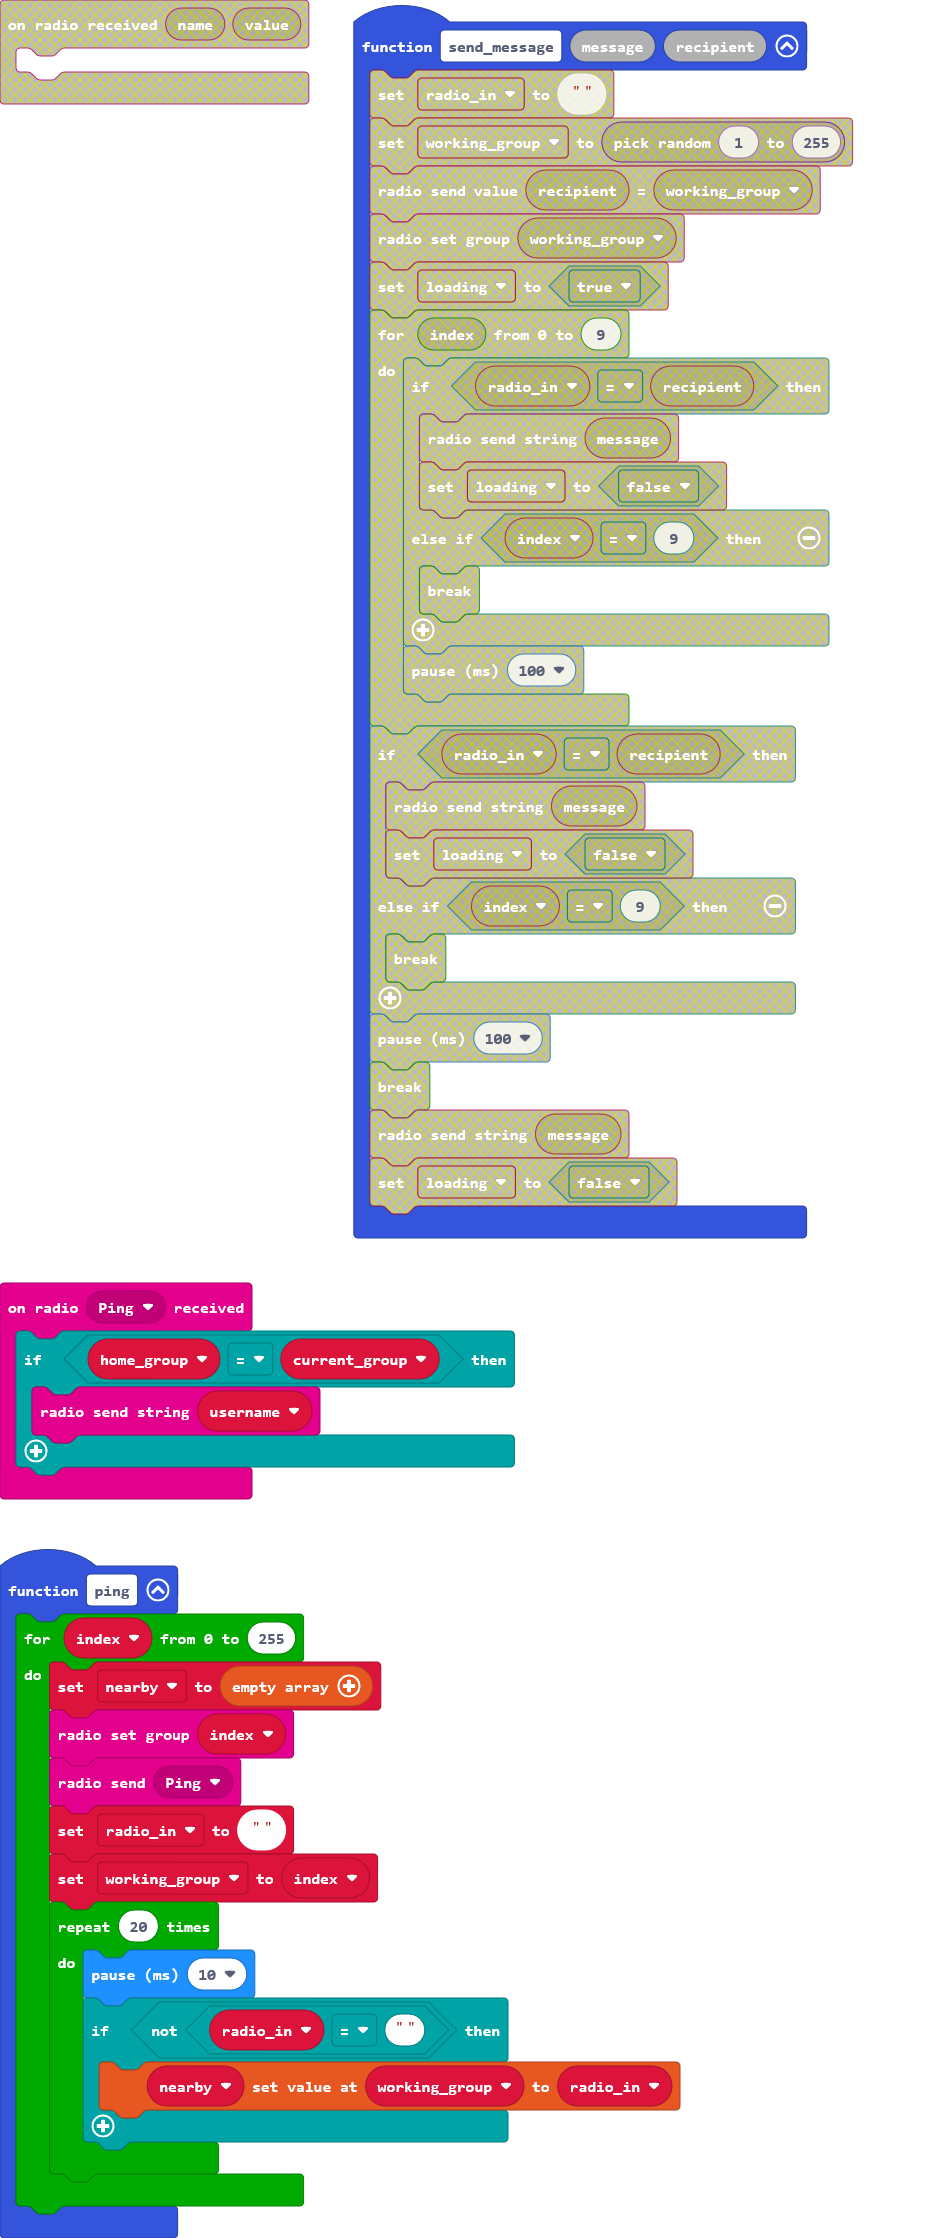 on radio received name value
function send_message message recipient
set radio_in to " "
set working_group to pick random 1 to 255
radio send value recipient = working_group
radio set group working_group
set loading to true
for index from 0 to 9
do
if radio_in = recipient then
radio send string message
set loading to false
else if index = 9 then
break
pause (ms) 100
if radio_in = recipient then
radio send string message
set loading to false
else if index = 9 then
break
pause (ms) 100
break
radio send string message
set loading to false
on radio Ping received
if home_group = current_group then
radio send string username
function ping
for index from 0 to 255
do
set nearby to empty array
radio set group index
radio send Ping
set radio_in to " "
set working_group to index
repeat 20 times
do
pause (ms) 10
if not radio_in = " " then
nearby set value at working_group to radio_in